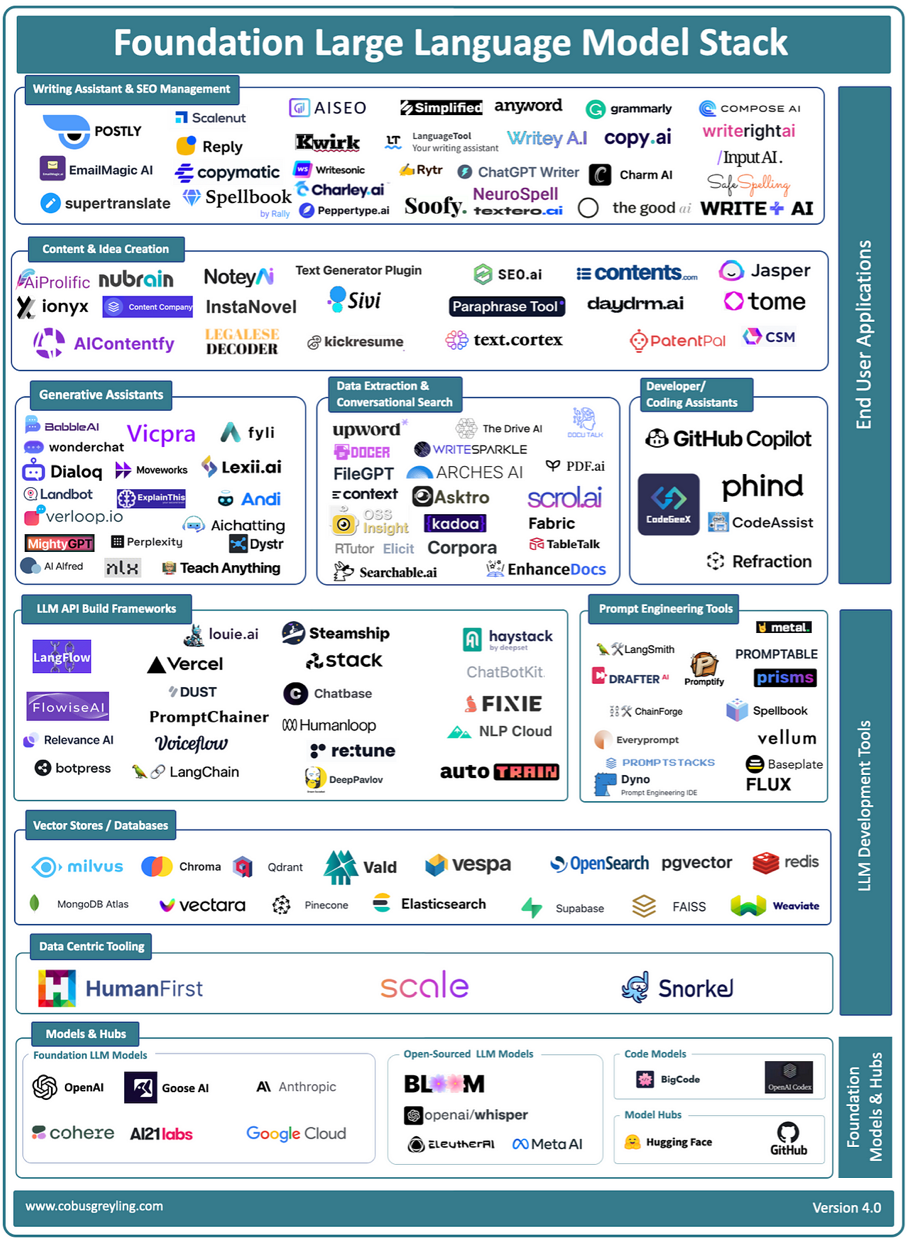 Foundation Large Language Model Stack
Writing Assistant & SEO Management
POSTLY
Scalenut
AISEO
Simplified
anyword
grammarly
COMPOSE AI
Reply
Kwirk
LT
LanguageTool
Your writing assistant
Writey A.I
copy.ai
writerightai
/Input AI.
EmailMagic AI
copymatic
WS
Writesonic
Rytr
ChatGPT Writer
Charm AI
Safe Spelling
supertranslate
Spellbook
by Rally
Charley.ai
Peppertype.ai
Soofy.
NeuroSpell
textero.ai
the good ai
WRITE + AI
Content & Idea Creation
AiProlific
nubrain
NoteyAi
Text Generator Plugin
SEO.ai
contents.com
Jasper
ionyx
Content Company
InstaNovel
Sivi
Paraphrase Tool
daydrm.ai
tome
AIContentfy
LEGALESE
DECODER
kickresume
text.cortex
PatentPal
CSM
End User Applications
Generative Assistants
BabbleAI
wonderchat
Vicpra
fyli
Dialoq
Moveworks
Lexii.ai
Landbot
ExplainThis
Andi
verloop.io
Aichatting
MightyGPT
Perplexity
Dystr
AI Alfred
nlx
Teach Anything
Data Extraction &
Conversational Search
upword
The Drive AI
DOCU TALK
DOCER
WRITESPARKLE
FileGPT
ARCHES AI
PDF.ai
context
Asktro
scrol.ai
OSS
Insight
kadoa
Fabric
RTutor
Elicit
Corpora
TableTalk
Searchable.ai
EnhanceDocs
Developer/
Coding Assistants
GitHub Copilot
CodeGeeX
phind
CodeAssist
Refraction
LLM API Build Frameworks
LangFlow
louie.ai
Steamship
haystack
by deepset
Vercel
stack
ChatBotKit
FlowiseAI
DUST
Chatbase
FIXIE
PromptChainer
Humanloop
NLP Cloud
Relevance AI
Voiceflow
re:tune
botpress
LangChain
DeepPavlov
auto TRAIN
Prompt Engineering Tools
metal.
LangSmith
Promptify
PROMPTABLE
DRAFTER AI
prisms
ChainForge
Spellbook
Everyprompt
vellum
PROMPTSTACKS
Baseplate
Dyno
Prompt Engineering IDE
FLUX
LLM Development Tools
Vector Stores / Databases
milvus
Chroma
Qdrant
Vald
vespa
OpenSearch
pgvector
redis
MongoDB Atlas
vectara
Pinecone
Elasticsearch
Supabase
FAISS
Weaviate
Data Centric Tooling
HumanFirst
scale
Snorkel
Models & Hubs
Foundation LLM Models
OpenAI
Goose AI
Anthropic
cohere
AI21labs
Google Cloud
Open-Sourced LLM Models
BLOOM
openai/whisper
EleutherAI
Meta AI
Code Models
BigCode
OpenAI Codex
Model Hubs
Hugging Face
GitHub
Foundation
Models & Hubs
www.cobusgreyling.com
Version 4.0